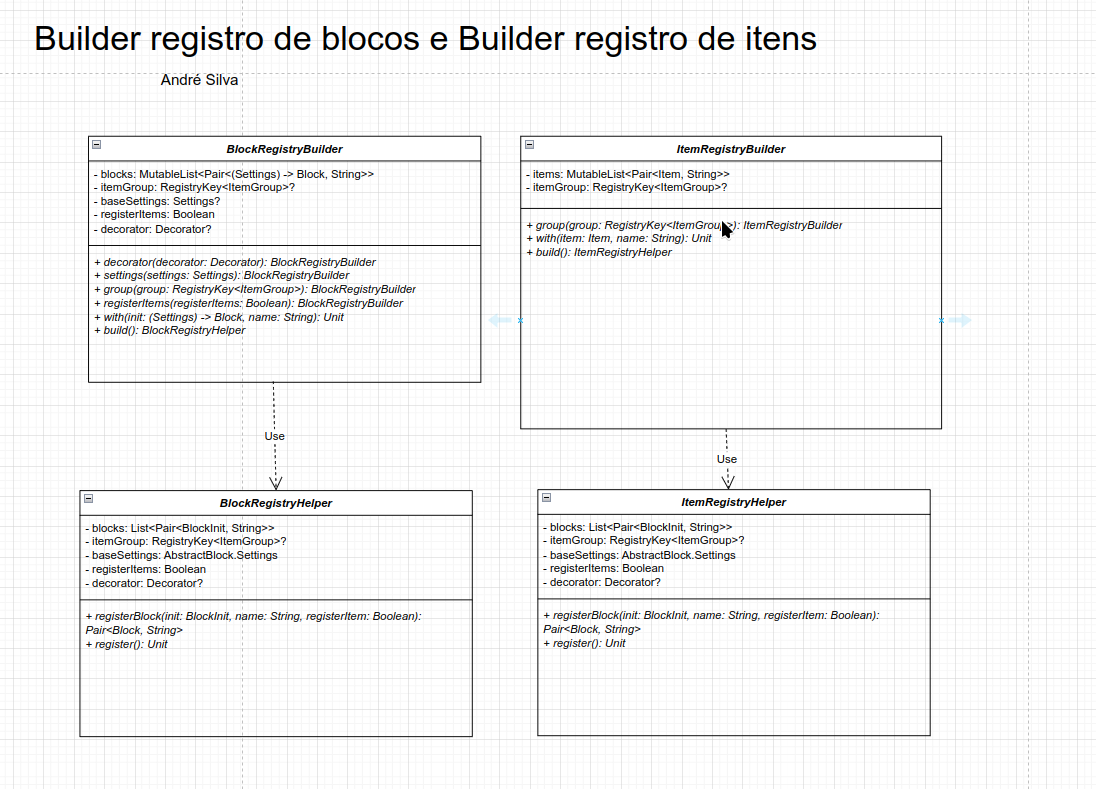 Builder registro de blocos e Builder registro de itens
André Silva
BlockRegistryBuilder
- blocks: MutableList<Pair<(Settings) -> Block, String>>
- itemGroup: RegistryKey<ItemGroup>?
- baseSettings: Settings?
- registerItems: Boolean
- decorator: Decorator?
+ decorator(decorator: Decorator): BlockRegistryBuilder
+ settings(settings: Settings): BlockRegistryBuilder
+ group(group: RegistryKey<ItemGroup>): BlockRegistryBuilder
+ registerItems(registerItems: Boolean): BlockRegistryBuilder
+ with(init: (Settings) -> Block, name: String): Unit
+ build(): BlockRegistryHelper
ItemRegistryBuilder
- items: MutableList<Pair<Item, String>>
- itemGroup: RegistryKey<ItemGroup>?
+ group(group: RegistryKey<ItemGroup>): ItemRegistryBuilder
+ with(item: Item, name: String): Unit
+ build(): ItemRegistryHelper
Use
Use
BlockRegistryHelper
- blocks: List<Pair<BlockInit, String>>
- itemGroup: RegistryKey<ItemGroup>?
- baseSettings: AbstractBlock.Settings
- registerItems: Boolean
- decorator: Decorator?
+ registerBlock(init: BlockInit, name: String, registerItem: Boolean):
Pair<Block, String>
+ register(): Unit
ItemRegistryHelper
- blocks: List<Pair<BlockInit, String>>
- itemGroup: RegistryKey<ItemGroup>?
- baseSettings: AbstractBlock.Settings
- registerItems: Boolean
- decorator: Decorator?
+ registerBlock(init: BlockInit, name: String, registerItem: Boolean):
Pair<Block, String>
+ register(): Unit